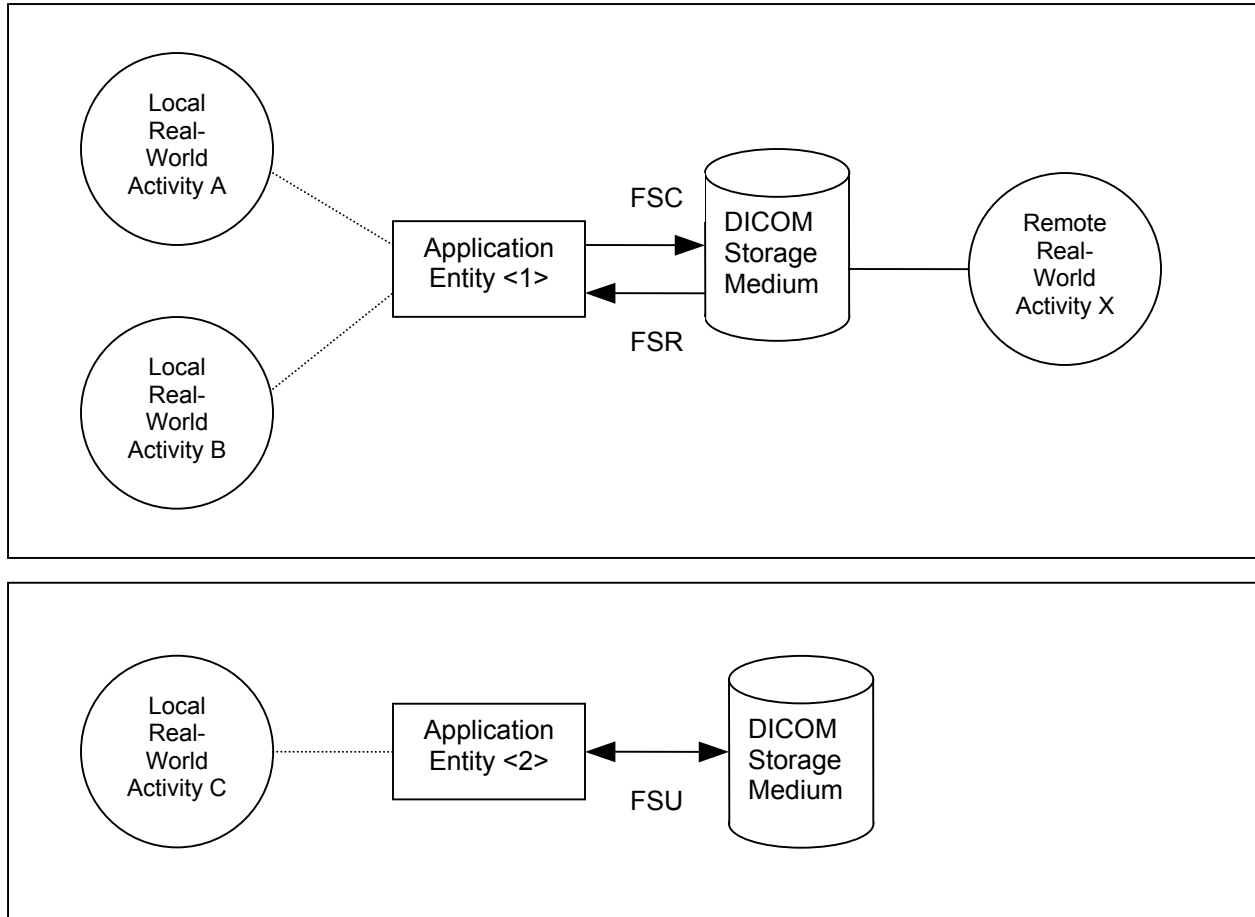 Local
Real-
World
Activity A
FSC
Application
Entity <1>
DICOM
Storage
Medium
Remote
Real-
World
Activity X
FSR
Local
Real-
World
Activity B
Local
Real-
World
Activity C
Application
Entity <2>
FSU
DICOM
Storage
Medium